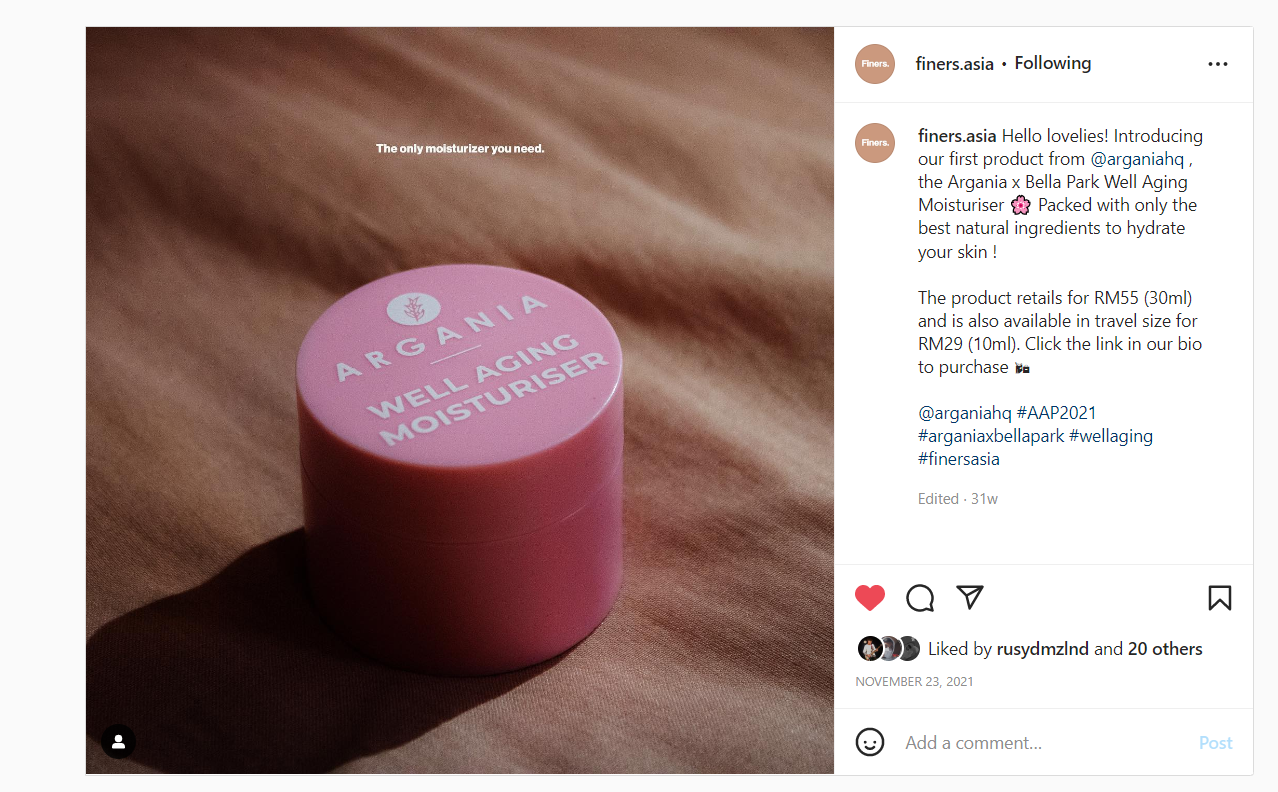 The only moisturizer you need.
ARGANIA
WELL AGING
MOISTURISER
Finers.
finers.asia • Following
Finers.
finers.asia Hello lovelies! Introducing
our first product from @arganiahq ,
the Argania x Bella Park Well Aging
Moisturiser 🌸 Packed with only the
best natural ingredients to hydrate
your skin !
The product retails for RM55 (30ml)
and is also available in travel size for
RM29 (10ml). Click the link in our bio
to purchase 🛍
@arganiahq #AAP2021
#arganiaxbellapark #wellaging
#finersasia
Edited · 31w
Liked by rusydmzlnd and 20 others
NOVEMBER 23, 2021
Add a comment...
Post